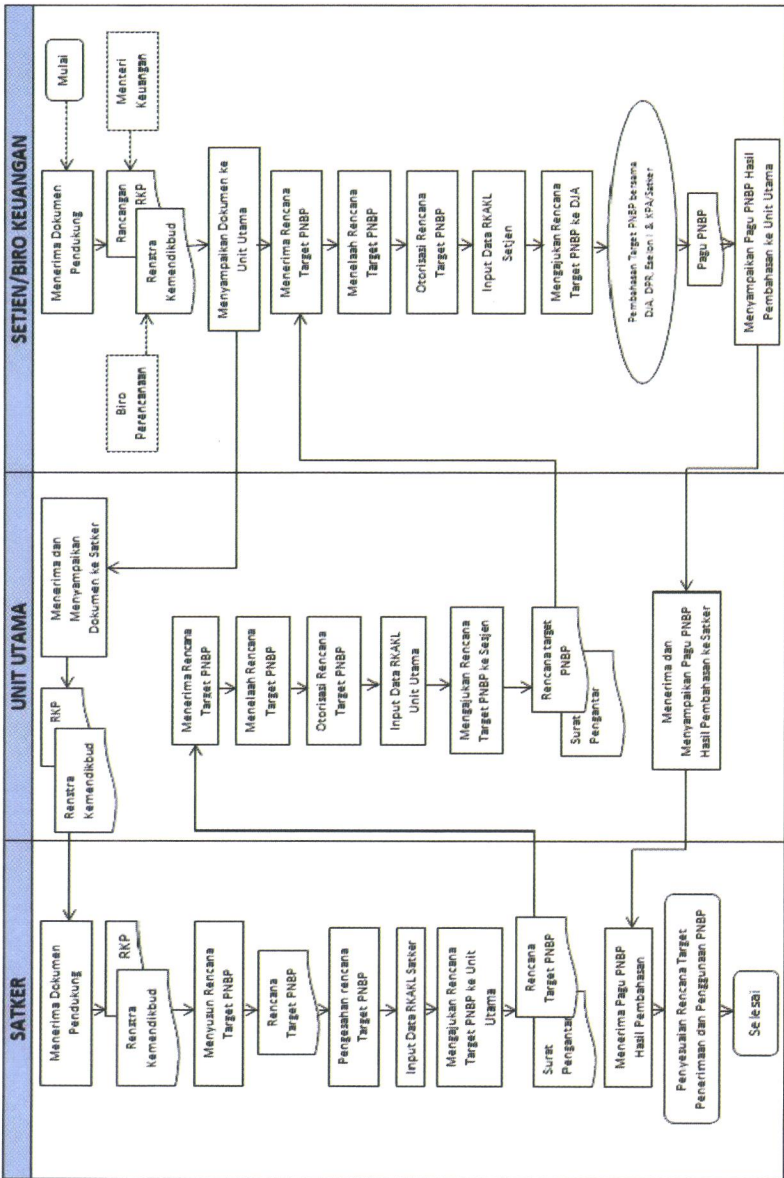 SATKER
Menerima Dokumen
Pendukung
RKP
Renstra
Kemendikbud
Menyusun Rencana
Target PNBP
Rencana
Target PNBP
Pengesahan rencana
Target PNBP
Input Data RKAKL Satker
Mengajukan Rencana
Target PNBP ke Unit
Utama
Rencana
Target PNBP
Surat
Pengantar
Menerima Pagu PNBP
Hasil Pembahasan
Penyesuaian Rencana Target
Penerimaan dan Penggunaan PNBP
Selesai
UNIT UTAMA
Menerima dan
Menyampaikan
Dokumen ke Satker
RKP
Renstra
Kemendikbud
Menerima Rencana
Target PNBP
Menelaah Rencana
Target PNBP
Otorisasi Rencana
Target PNBP
Input Data RKAKL
Unit Utama
Mengajukan Rencana
Target PNBP ke Sesjen
Rencana target
PNBP
Surat
Pengantar
Menerima dan
Menyampaikan Pagu PNBP
Hasil Pembahasan ke Satker
SETJEN/BIRO KEUANGAN
Mulai
Menerima Dokumen
Pendukung
Menteri
Keuangan
Rancangan
RKP
Renstra
Kemendikbud
Biro
Perencanaan
Menyampaikan Dokumen ke
Unit Utama
Menerima Rencana
Target PNBP
Menelaah Rencana
Target PNBP
Otorisasi Rencana
Target PNBP
Input Data RKAKL
Setjen
Mengajukan Rencana
Target PNBP ke DJA
Pembahasan Target PNBP bersama
DJA, DPR, Eselon I & KPA/Satker
Pagu PNBP
Menyampaikan Pagu PNBP Hasil
Pembahasan ke Unit Utama